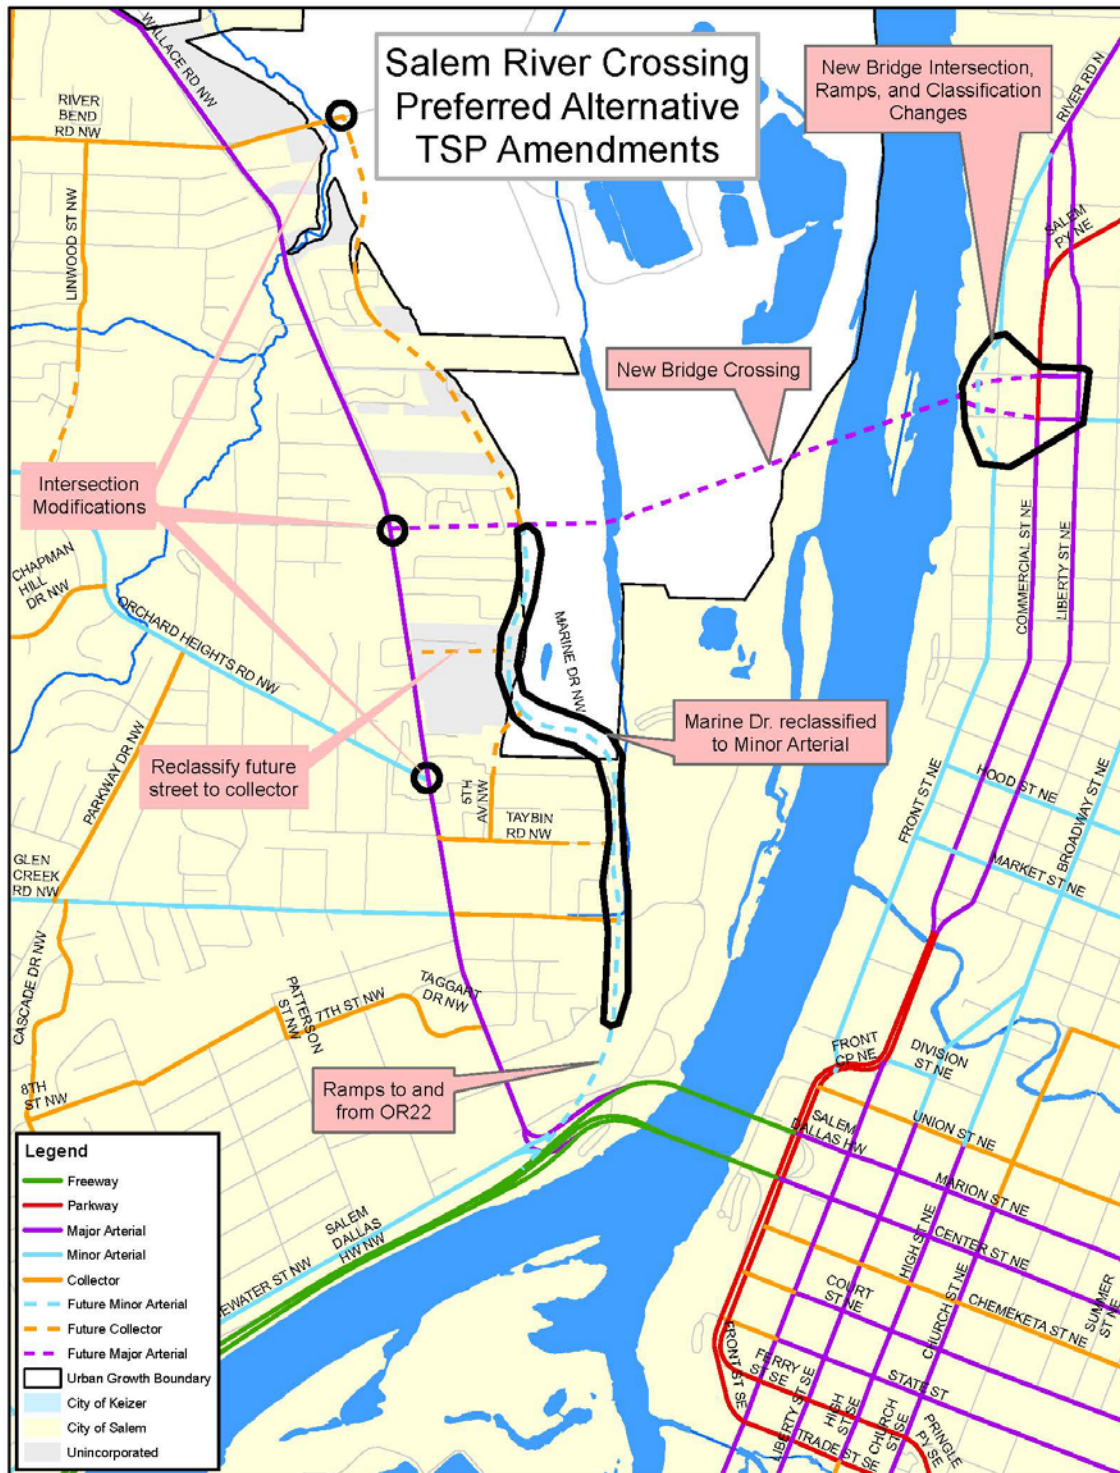 Salem River Crossing
Preferred Alternative
TSP Amendments
New Bridge Intersection,
Ramps, and Classification
Changes
WALLACE RD NW
RIVER
BEND
RD NW
LINWOOD ST NW
RIVER RD N
SALEM
PY NE
New Bridge Crossing
Intersection
Modifications
CHAPMAN
HILL
DR NW
ORCHARD HEIGHTS RD NW
COMMERCIAL ST NE
LIBERTY ST NE
MARINE DR NW
Marine Dr. reclassified
to Minor Arterial
Reclassify future
street to collector
PARKWAY DR NW
5TH
AV NW
TAYBIN
RD NW
FRONT ST NE
HOOD ST NE
BROADWAY ST NE
MARKET ST NE
GLEN
CREEK
RD NW
CASCADE DR NW
PATTERSON
ST NW
7TH ST NW
TAGGART
DR NW
8TH
ST NW
Ramps to and
from OR22
FRONT
CP NE
DIVISION
ST NE
UNION ST NE
SALEM
DALLAS HW
MARION ST NE
CENTER ST NE
HIGH ST NE
COURT
ST NE
CHURCH ST NE
CHEMEKETA ST NE
SUMMER
ST NE
SALEM
DALLAS
HW NW
EWATER ST NW
FRONT ST SE
FERRY
ST SE
STATE ST
LIBERTY ST SE
HIGH
ST SE
CHURCH
ST SE
TRADE ST SE
PRINGLE
PY SE
Legend
Freeway
Parkway
Major Arterial
Minor Arterial
Collector
Future Minor Arterial
Future Collector
Future Major Arterial
Urban Growth Boundary
City of Keizer
City of Salem
Unincorporated